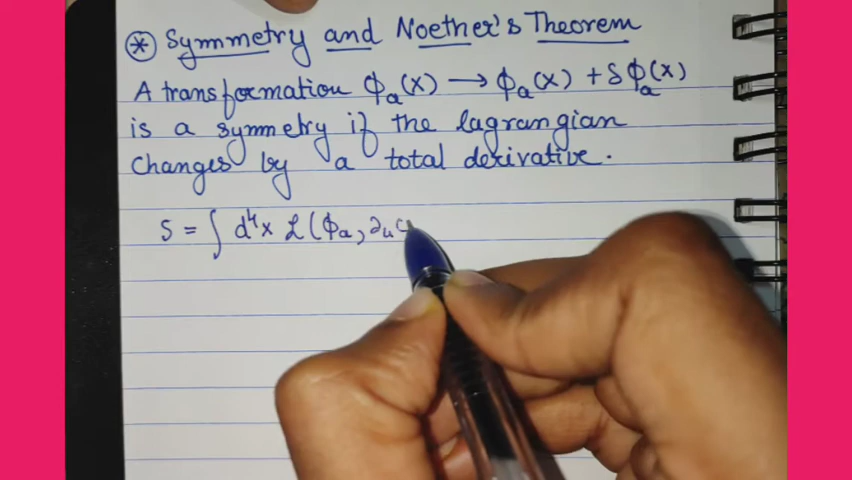 ⊛ Symmetry and Noether's Theorem
A transformation ϕₐ(x) → ϕₐ(x) + δϕₐ(x)
is a symmetry if the lagrangian
changes by a total derivative.
S = ∫ d⁴x ℒ(ϕₐ, ∂ᵤ